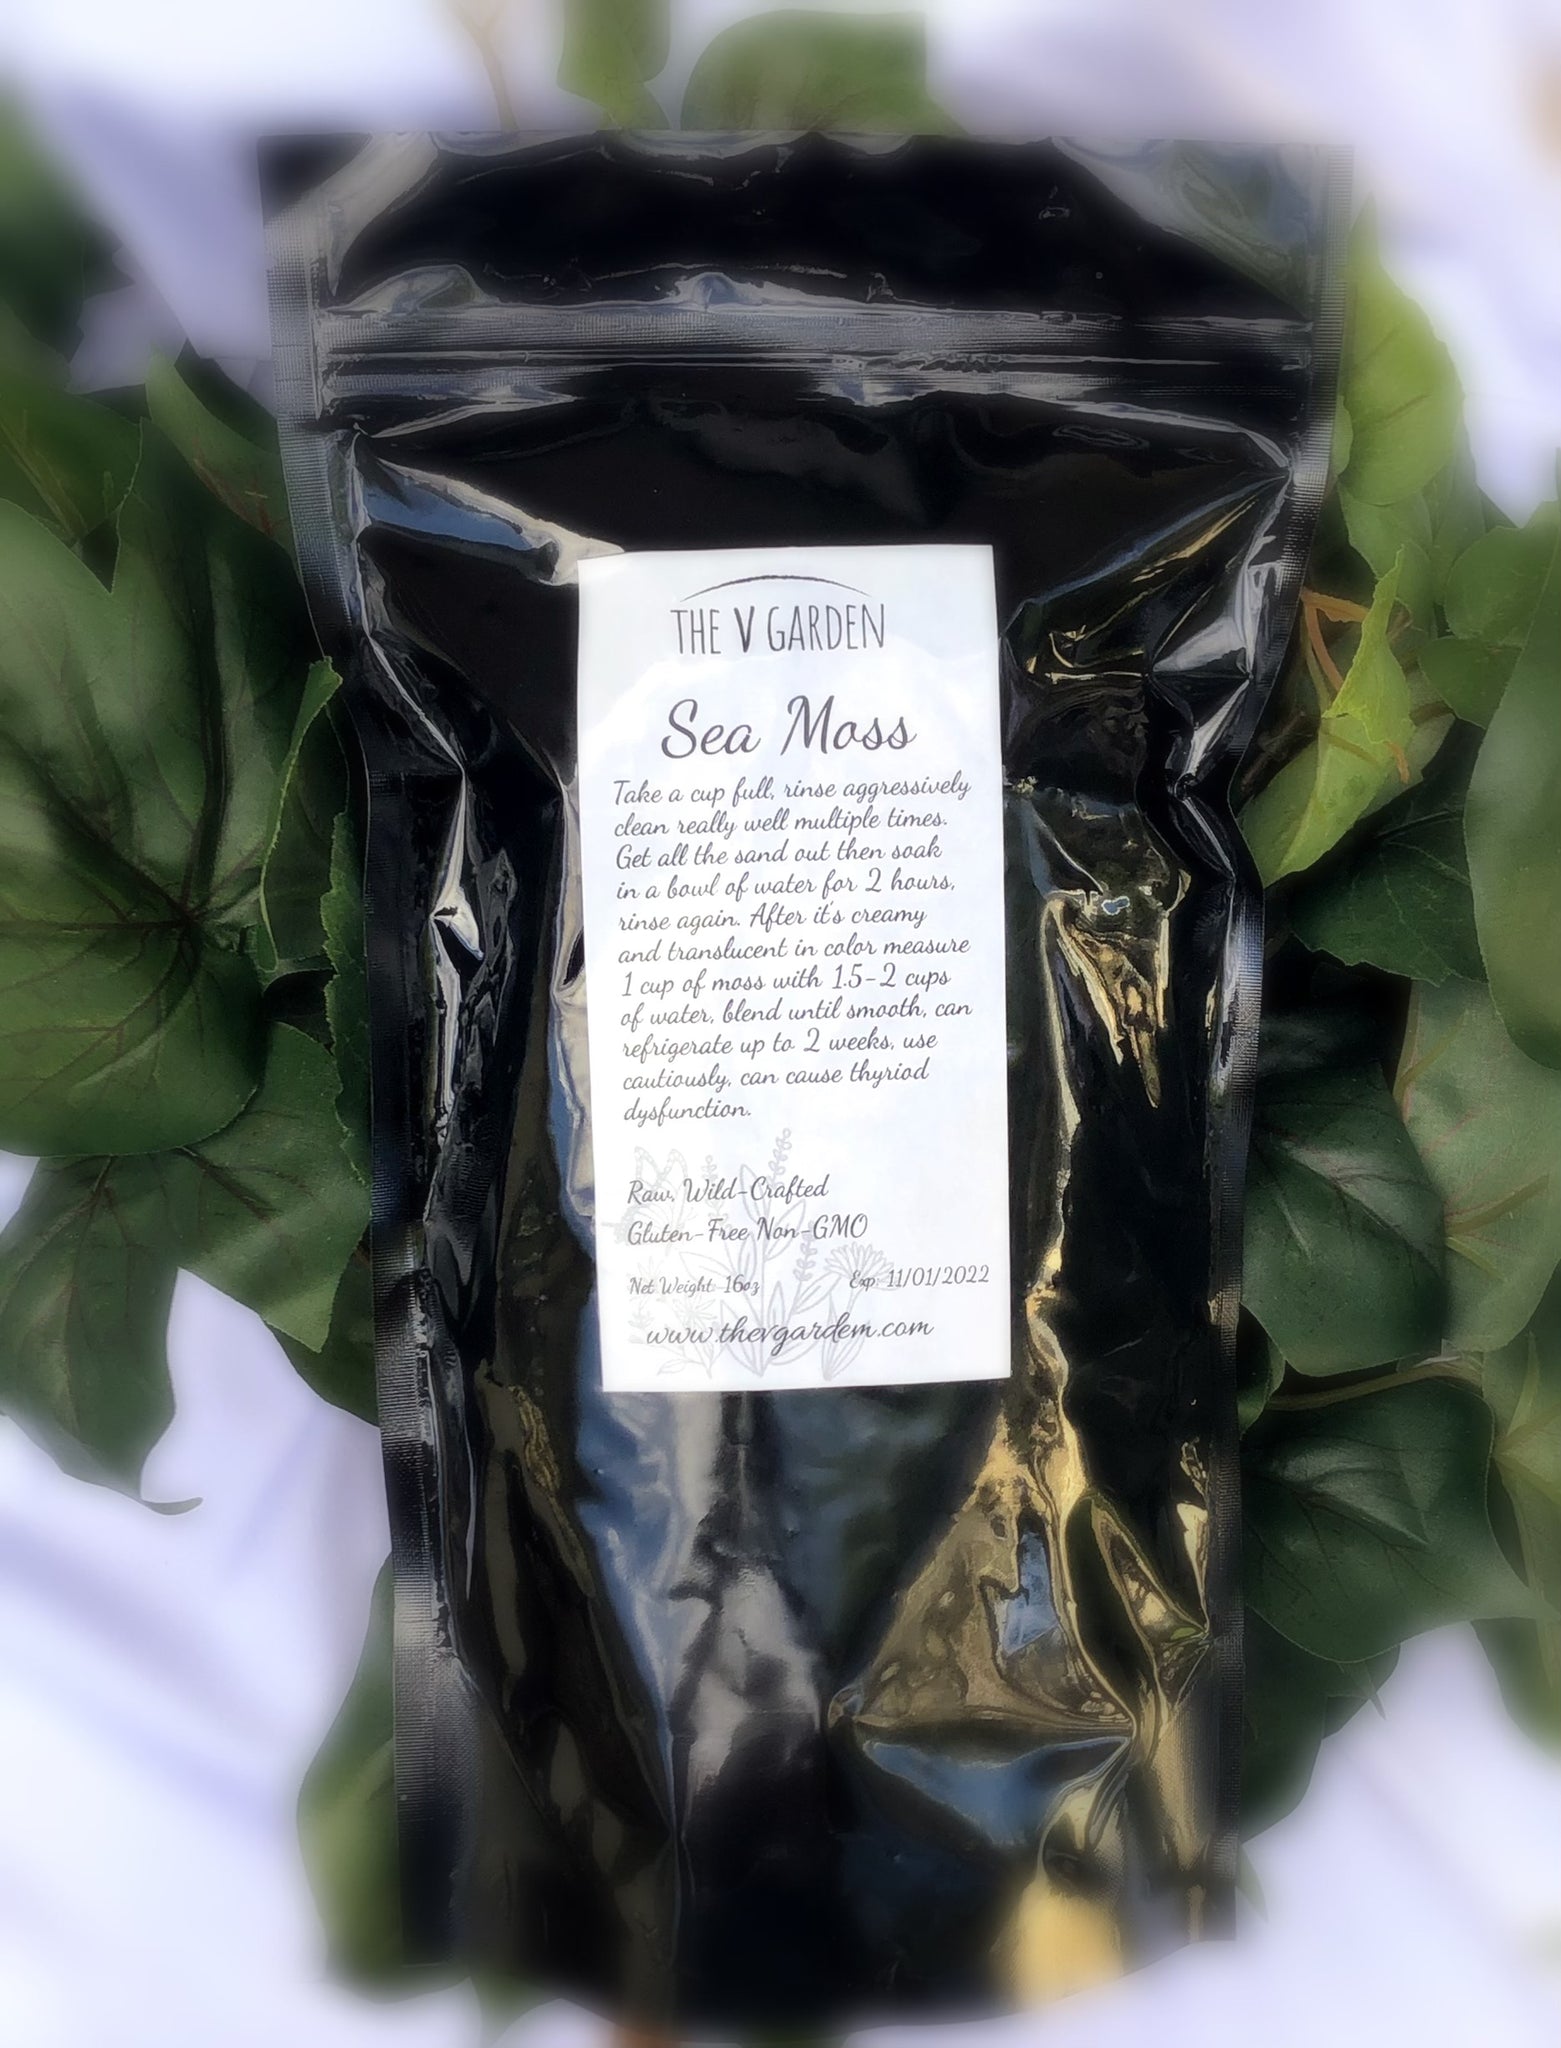 THE V GARDEN
Sea Moss
Take a cup full, rinse aggressively
clean really well multiple times.
Get all the sand out then soak
in a bowl of water for 2 hours,
rinse again. After it's creamy
and translucent in color measure
1 cup of moss with 1.5-2 cups
of water, blend until smooth, can
refrigerate up to 2 weeks, use
cautiously, can cause thyriod
dysfunction.
Raw, Wild-Crafted
Gluten-Free Non-GMO
Net Weight: 16oz Exp: 11/01/2022
www.thevgardem.com